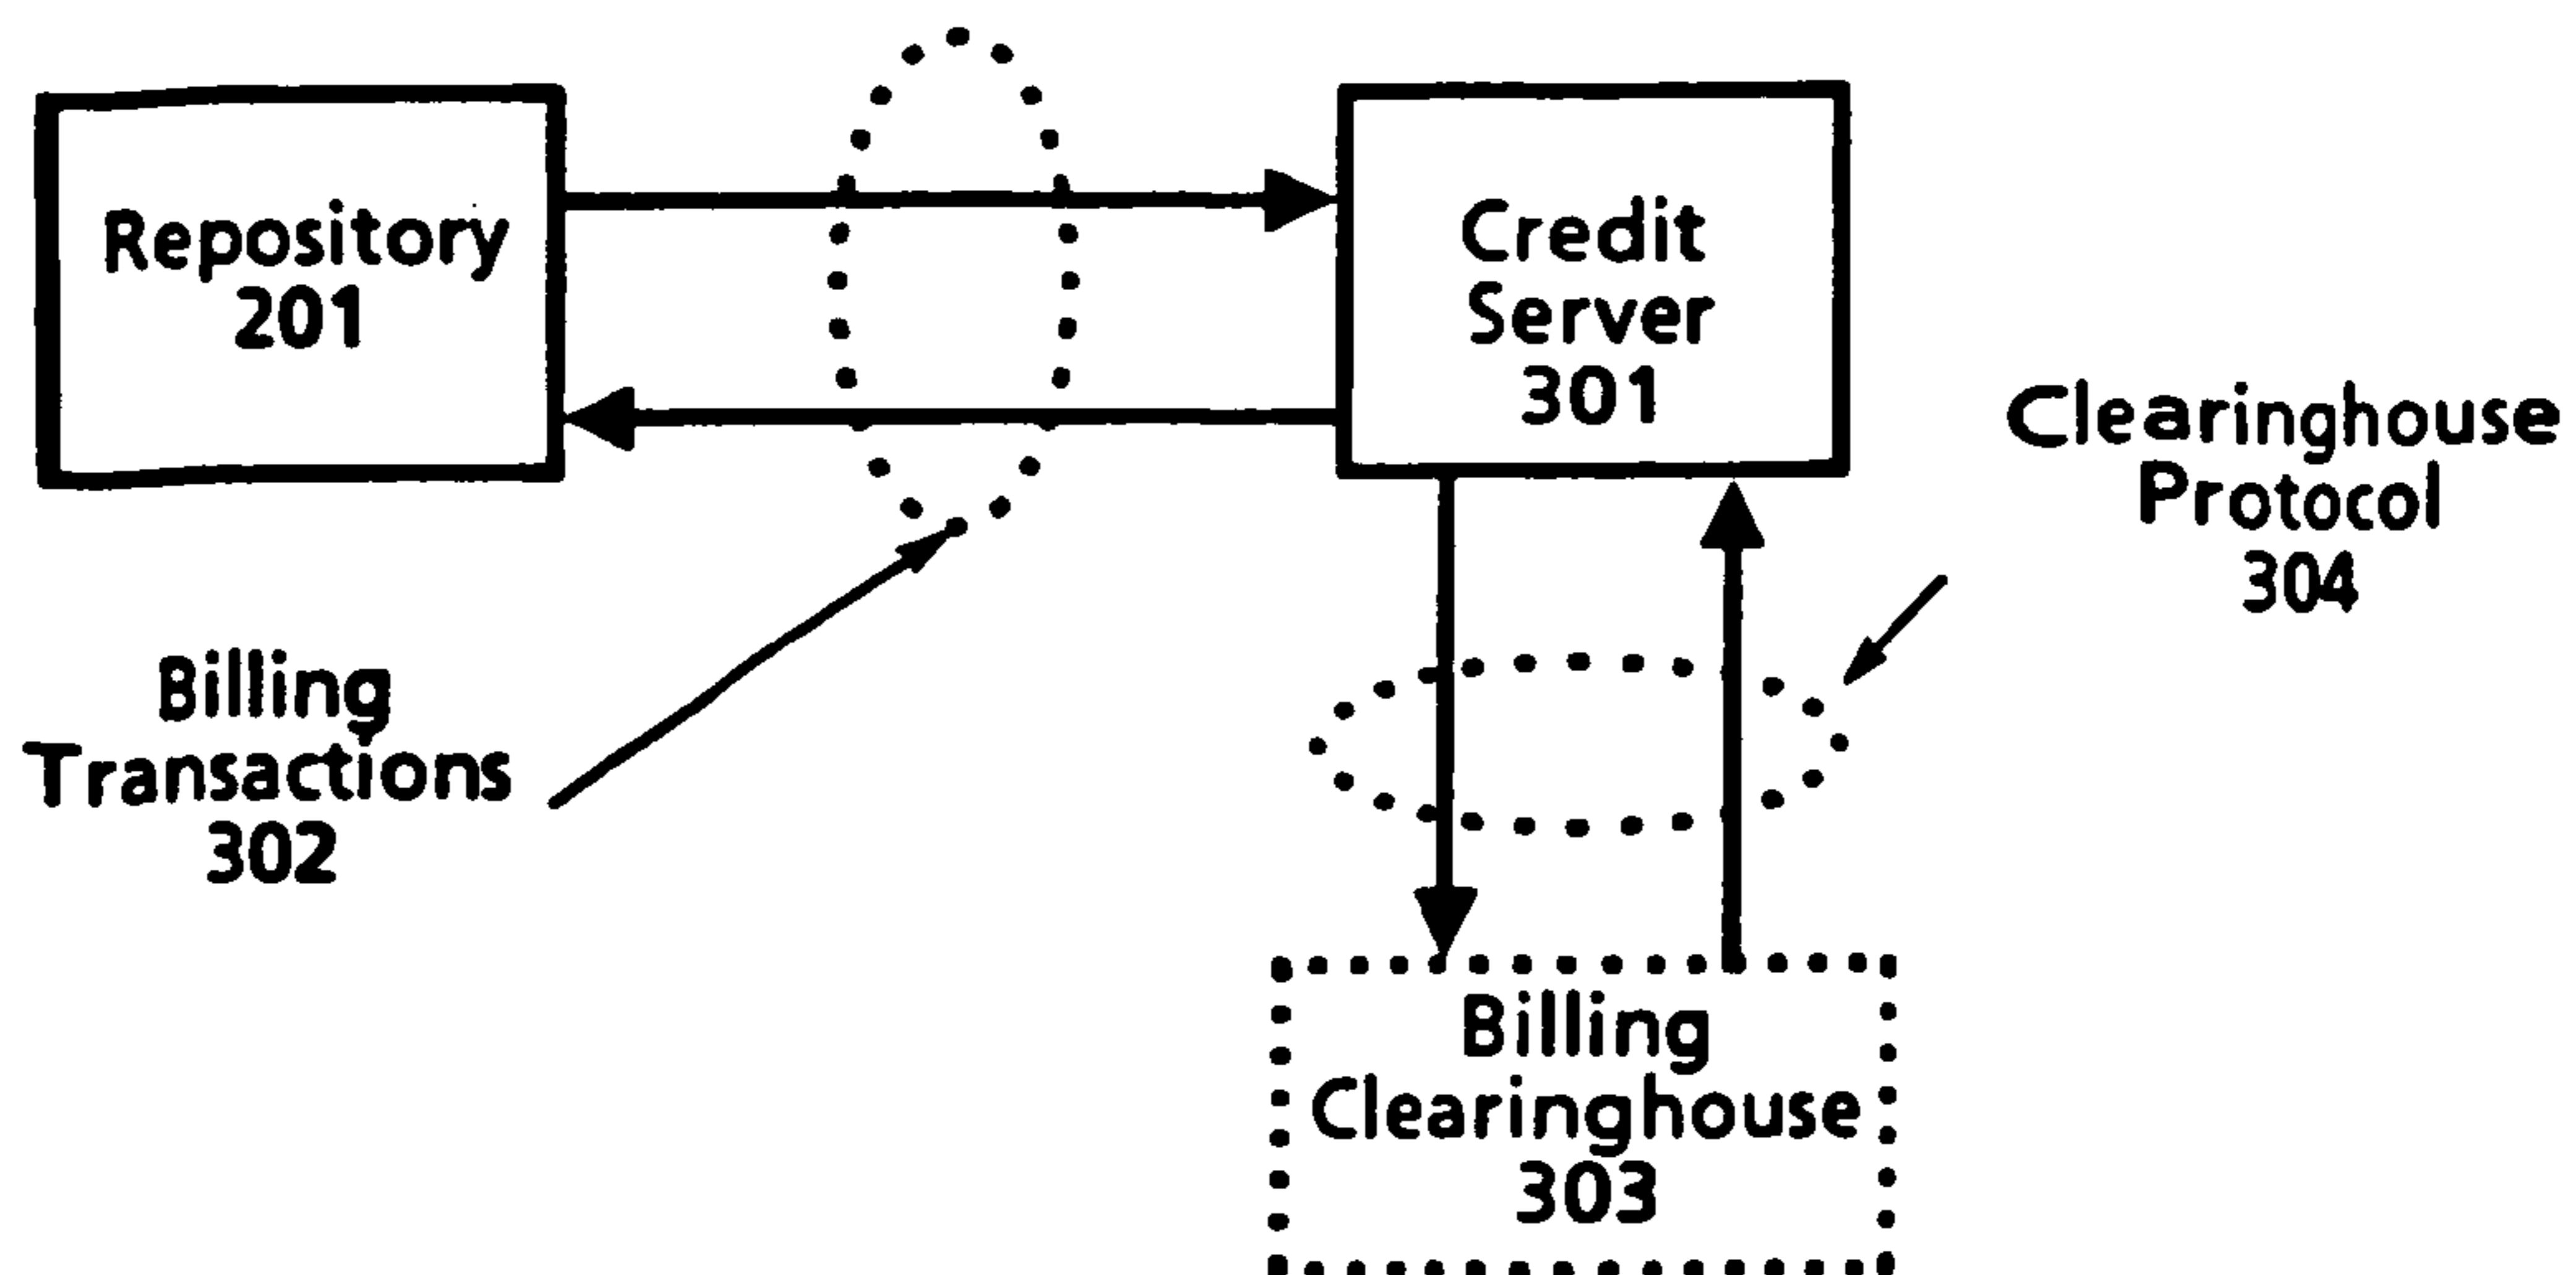 Repository
201
Credit
Server
301
Clearinghouse
Protocol
304
Billing
Transactions
302
Billing
Clearinghouse
303